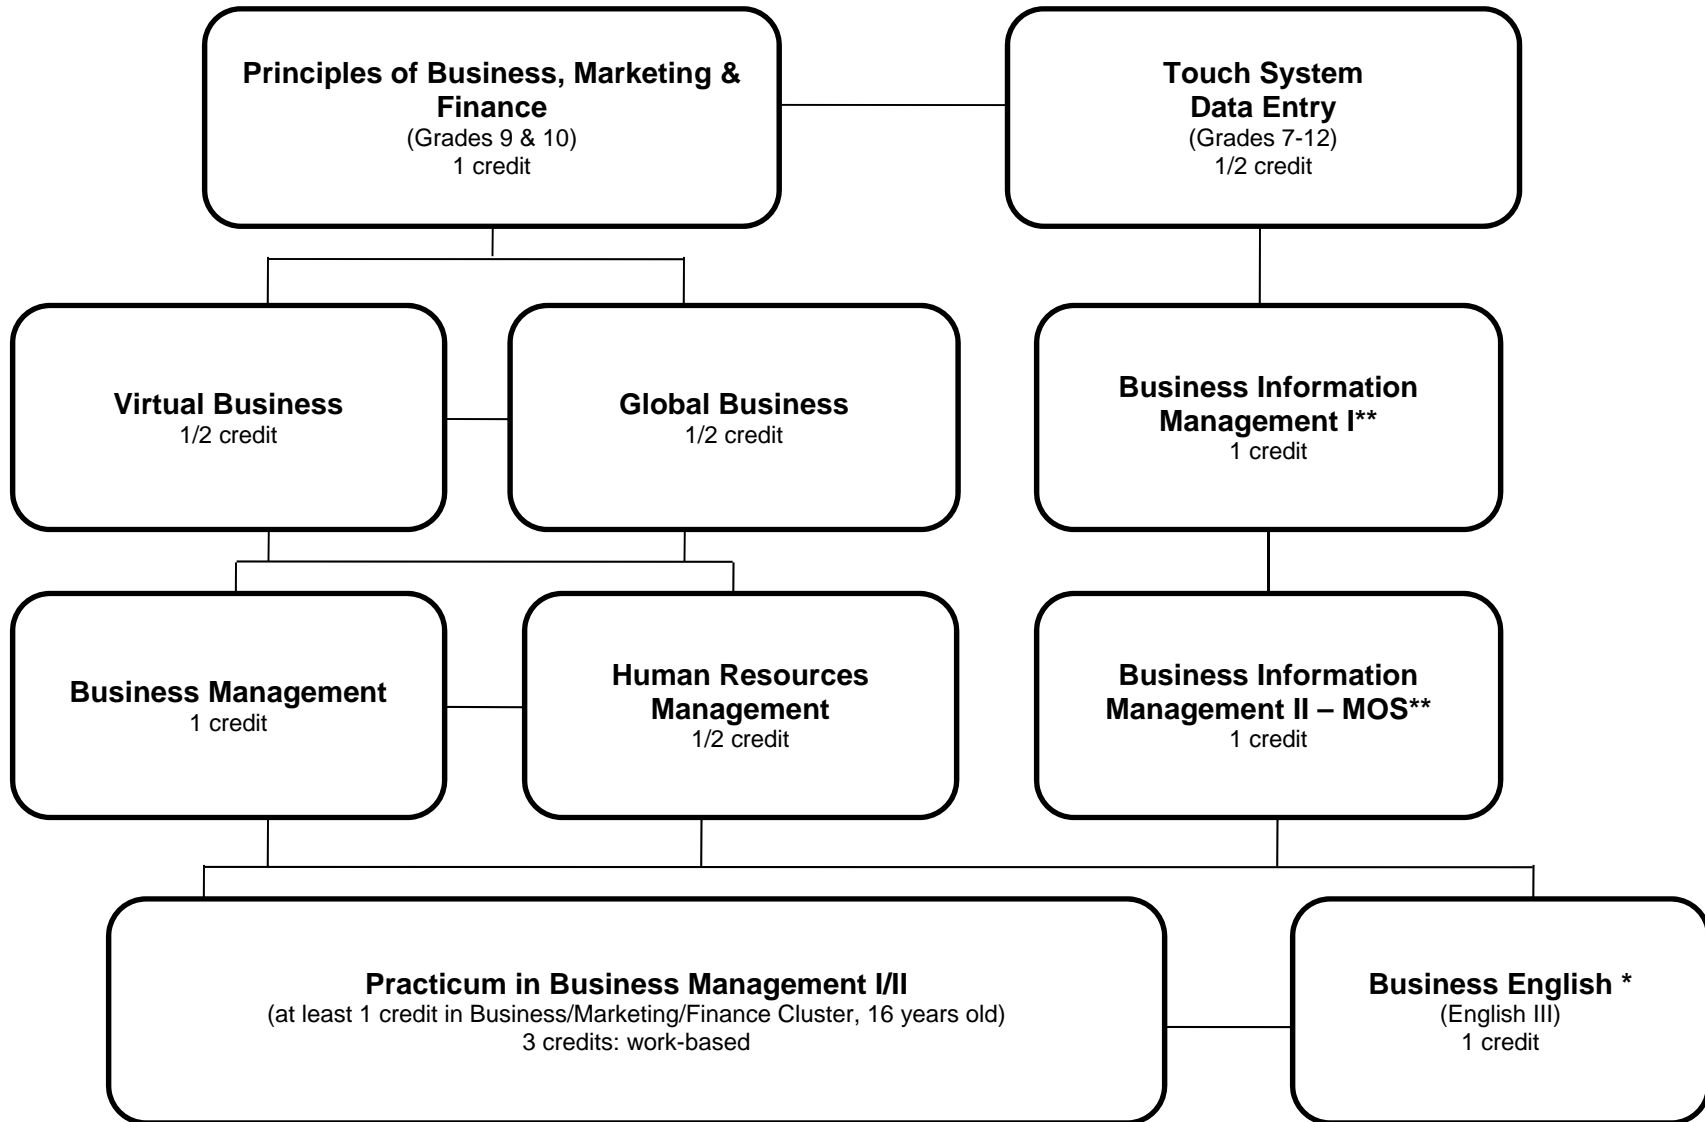 Principles of Business, Marketing &
Finance
(Grades 9 & 10)
1 credit
Touch System
Data Entry
(Grades 7-12)
1/2 credit
Virtual Business
1/2 credit
Global Business
1/2 credit
Business Information
Management I**
1 credit
Business Management
1 credit
Human Resources
Management
1/2 credit
Business Information
Management II – MOS**
1 credit
Practicum in Business Management I/II
(at least 1 credit in Business/Marketing/Finance Cluster, 16 years old)
3 credits: work-based
Business English *
(English III)
1 credit